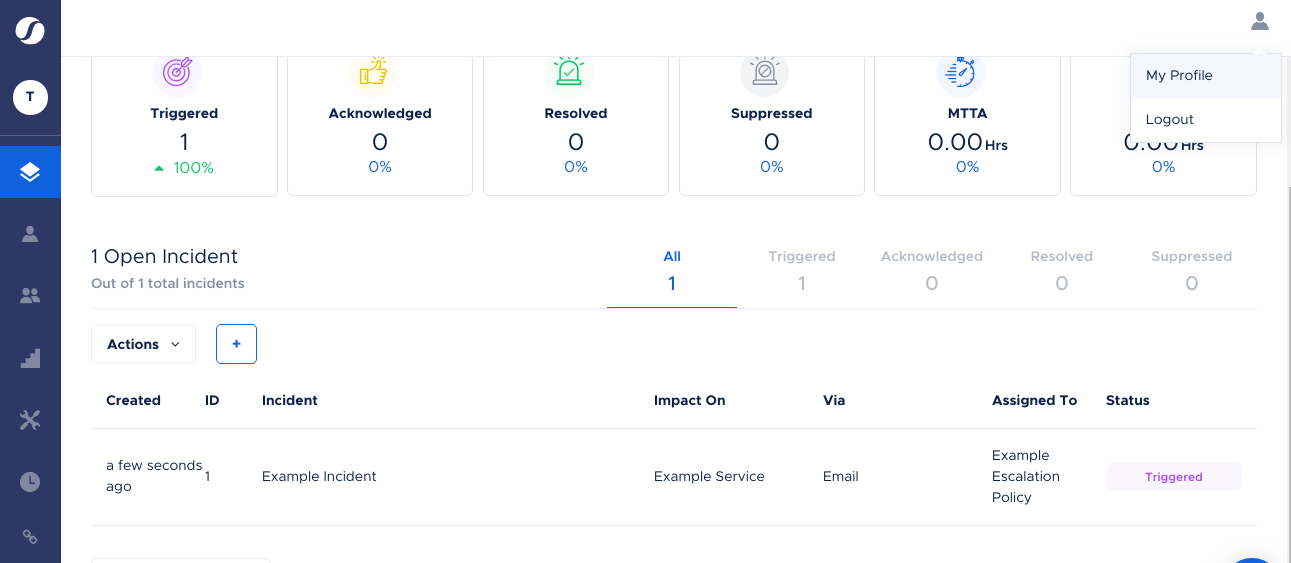 T
My Profile
Logout
Triggered
1
100%
Acknowledged
0
0%
Resolved
0
0%
Suppressed
0
0%
MTTA
0.00 Hrs
0%
0.00 Hrs
0%
1 Open Incident
Out of 1 total incidents
All
1
Triggered
1
Acknowledged
0
Resolved
0
Suppressed
0
Actions
+
Created ID Incident Impact On Via Assigned To Status
a few seconds
ago
1
Example Incident
Example Service
Email
Example
Escalation
Policy
Triggered